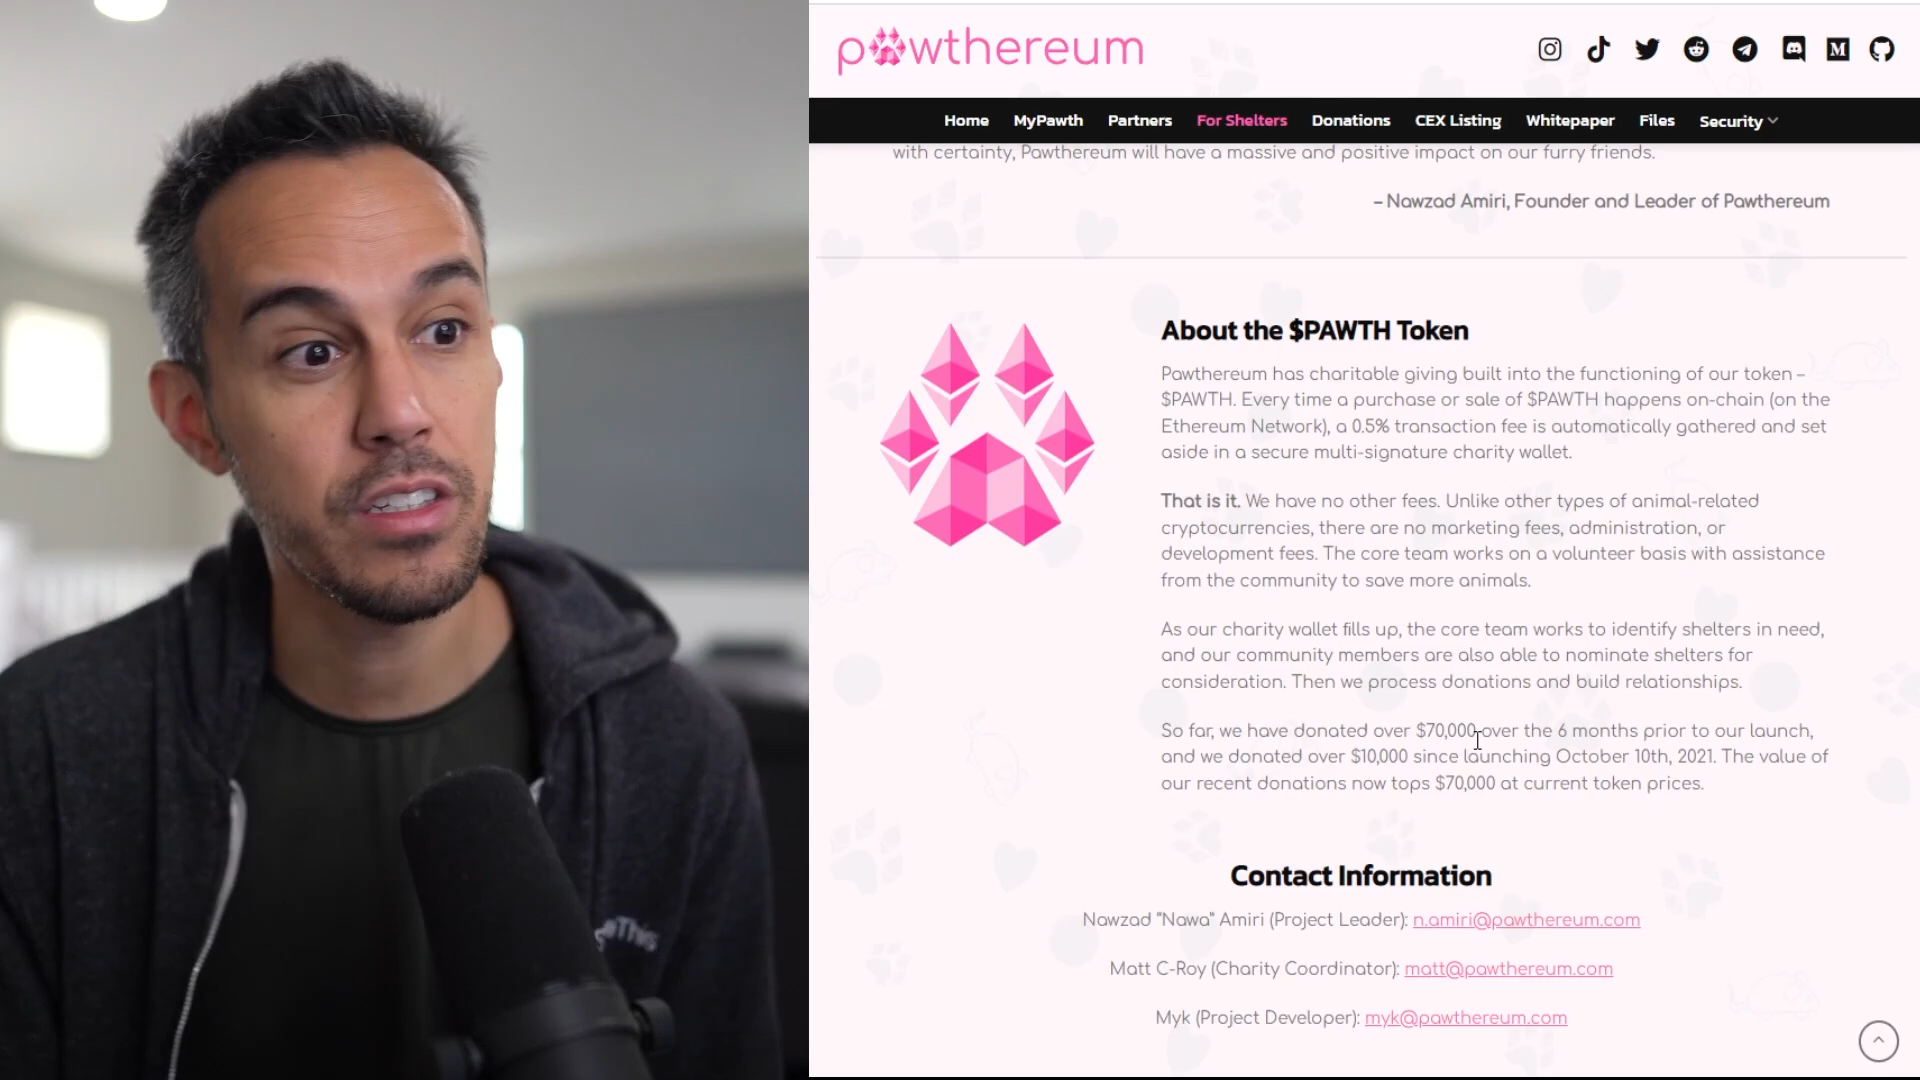 pawthereum
Home MyPawth Partners For Shelters Donations CEX Listing Whitepaper Files Security
with certainty, Pawthereum will have a massive and positive impact on our furry friends.
– Nawzad Amiri, Founder and Leader of Pawthereum
About the $PAWTH Token
Pawthereum has charitable giving built into the functioning of our token –
$PAWTH. Every time a purchase or sale of $PAWTH happens on-chain (on the
Ethereum Network), a 0.5% transaction fee is automatically gathered and set
aside in a secure multi-signature charity wallet.
That is it. We have no other fees. Unlike other types of animal-related
cryptocurrencies, there are no marketing fees, administration, or
development fees. The core team works on a volunteer basis with assistance
from the community to save more animals.
As our charity wallet fills up, the core team works to identify shelters in need,
and our community members are also able to nominate shelters for
consideration. Then we process donations and build relationships.
So far, we have donated over $70,000 over the 6 months prior to our launch,
and we donated over $10,000 since launching October 10th, 2021. The value of
our recent donations now tops $70,000 at current token prices.
Contact Information
Nawzad “Nawa” Amiri (Project Leader): n.amiri@pawthereum.com
Matt C-Roy (Charity Coordinator): matt@pawthereum.com
Myk (Project Developer): myk@pawthereum.com